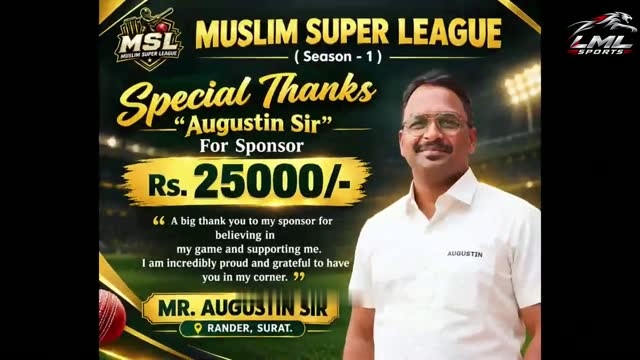 MSL
MUSLIM SUPER LEAGUE
MUSLIM SUPER LEAGUE
( Season - 1 )
Special Thanks
“Augustin Sir”
For Sponsor
Rs. 25000/-
“ A big thank you to my sponsor for
believing in
my game and supporting me.
I am incredibly proud and grateful to have
you in my corner. ”
MR. AUGUSTIN SIR
RANDER, SURAT.
AUGUSTIN
LML
SPORTS